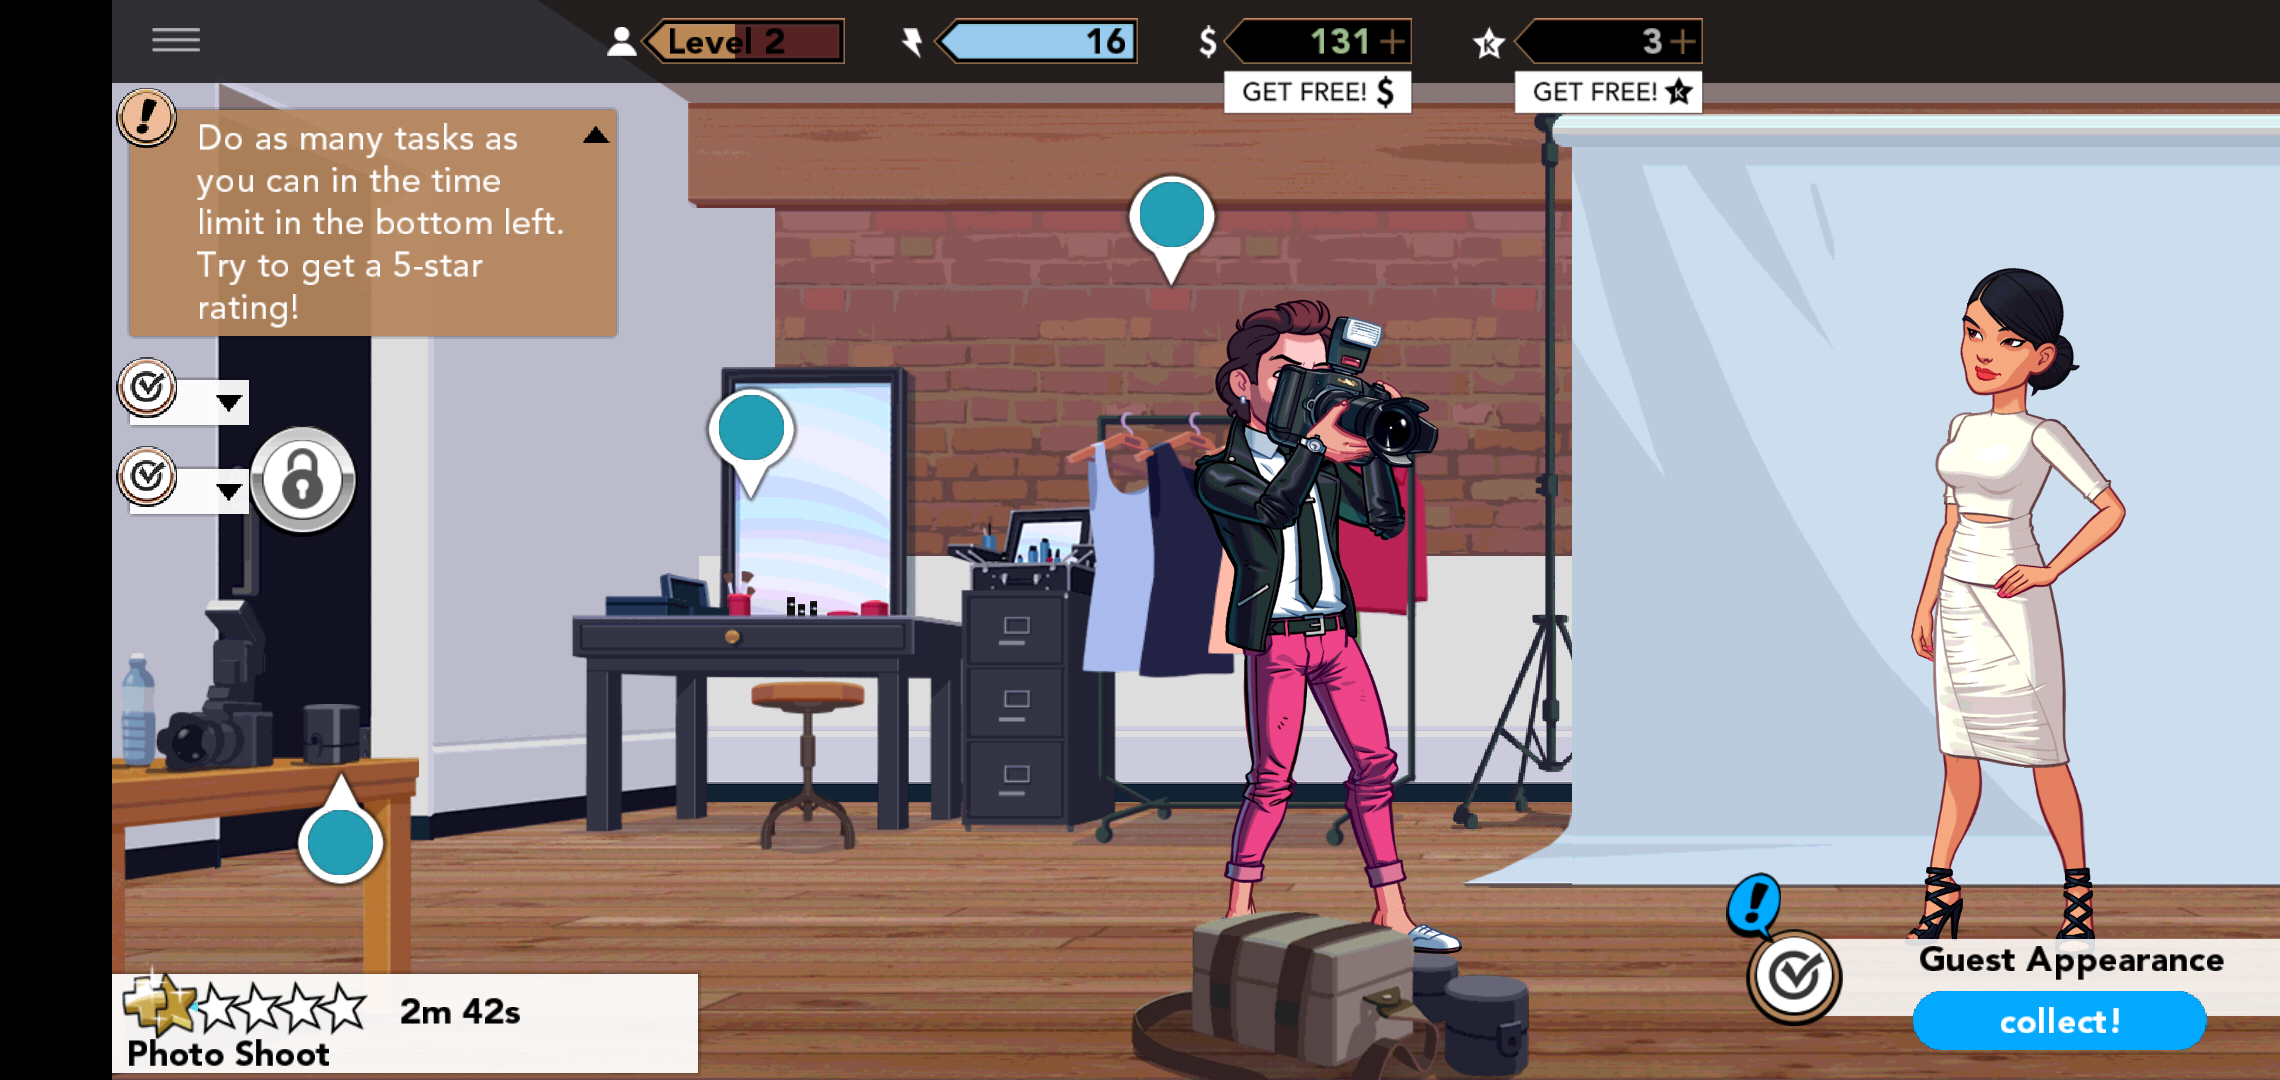 Level 2
16
131
3
GET FREE!
GET FREE!
Do as many tasks as
you can in the time
limit in the bottom left.
Try to get a 5-star
rating!
2m 42s
Photo Shoot
Guest Appearance
collect!